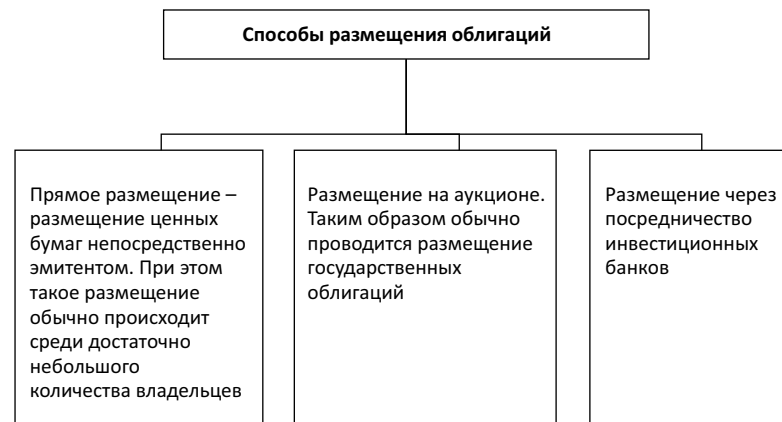 Способы размещения облигаций
Прямое размещение –
размещение ценных
бумаг непосредственно
эмитентом. При этом
такое размещение
обычно происходит
среди достаточно
небольшого
количества владельцев
Размещение на аукционе.
Таким образом обычно
проводится размещение
государственных
облигаций
Размещение через
посредничество
инвестиционных
банков